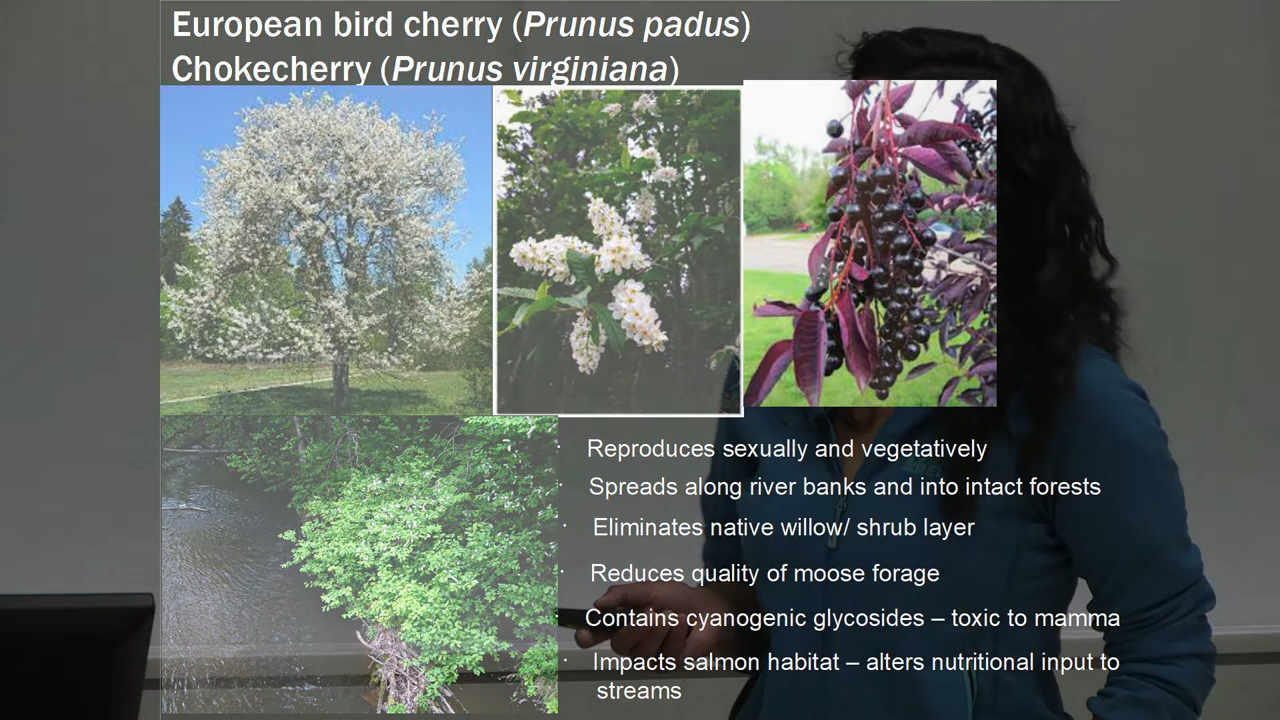 European bird cherry (Prunus padus)
Chokecherry (Prunus virginiana)
Reproduces sexually and vegetatively
Spreads along river banks and into intact forests
Eliminates native willow/ shrub layer
Reduces quality of moose forage
Contains cyanogenic glycosides – toxic to mamma
Impacts salmon habitat – alters nutritional input to
streams